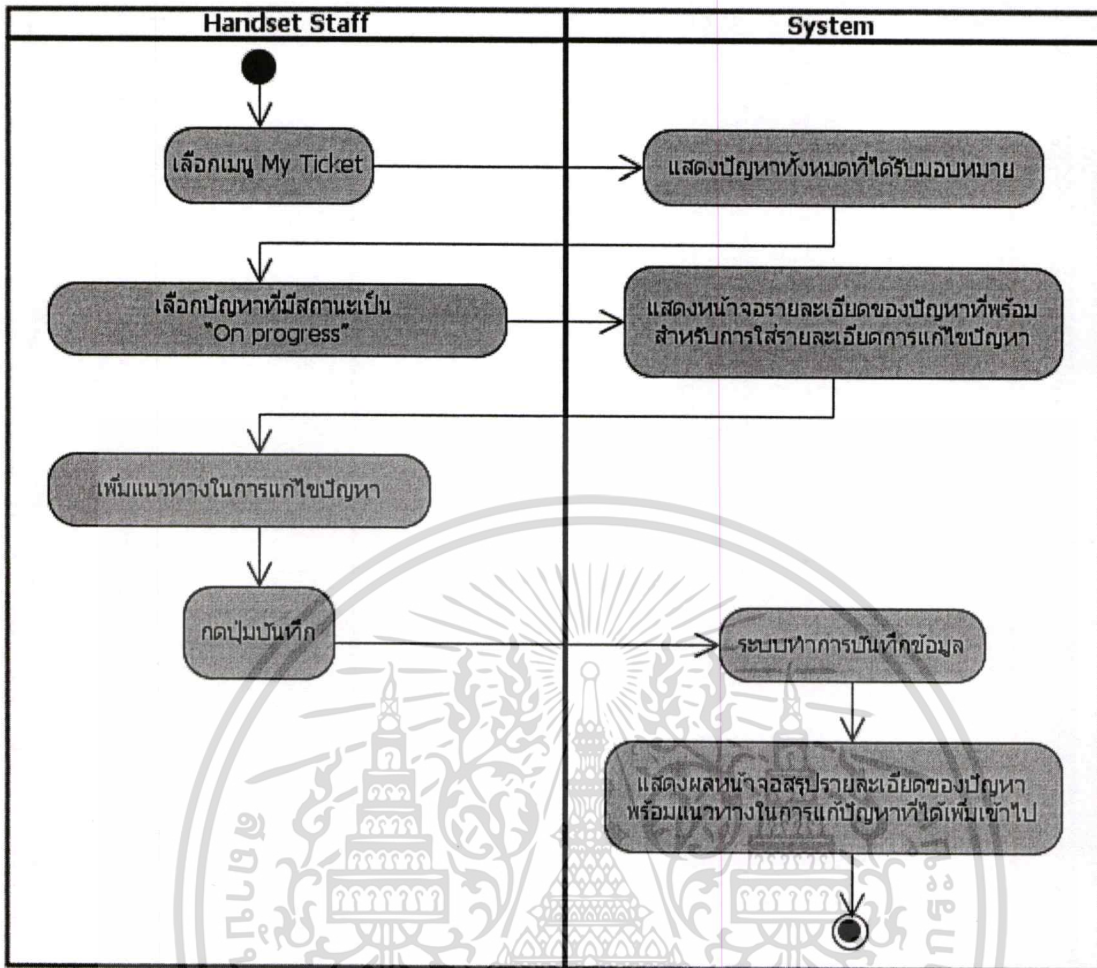 Handset Staff
System
เลือกเมนู My Ticket
แสดงปัญหาทั้งหมดที่ได้รับมอบหมาย
เลือกปัญหาที่มีสถานะเป็น
"On progress"
แสดงหน้าจอรายละเอียดของปัญหาที่พร้อม
สำหรับการใส่รายละเอียดการแก้ไขปัญหา
เพิ่มแนวทางในการแก้ไขปัญหา
กดปุ่มบันทึก
ระบบทำการบันทึกข้อมูล
แสดงผลหน้าจอสรุปรายละเอียดของปัญหา
พร้อมแนวทางในการแก้ปัญหาที่ได้เพิ่มเข้าไป